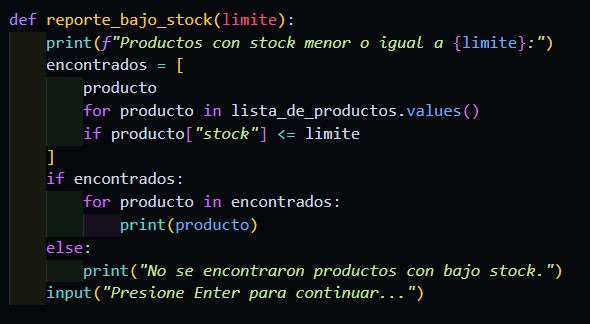 def reporte_bajo_stock(limite):
    print(f"Productos con stock menor o igual a {limite}:")
    encontrados = [
        producto
        for producto in lista_de_productos.values()
        if producto["stock"] <= limite
    ]
    if encontrados:
        for producto in encontrados:
            print(producto)
    else:
        print("No se encontraron productos con bajo stock.")
    input("Presione Enter para continuar...")